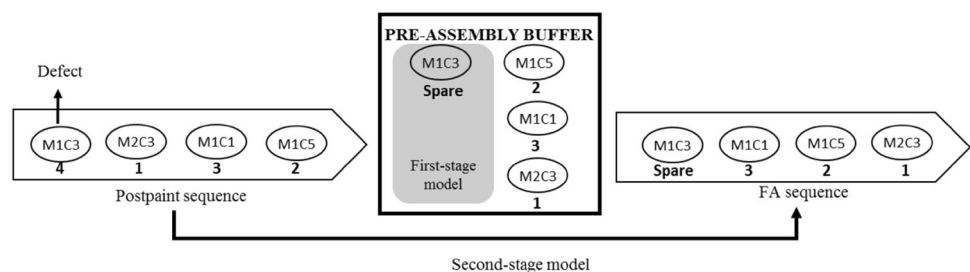 PRE-ASSEMBLY BUFFER
M1C3
Spare
M1C5
2
M1C1
3
First-stage
model
M2C3
1
Defect
M1C3
4
M2C3
1
M1C1
3
M1C5
2
Postpaint sequence
M1C3
Spare
M1C1
3
M1C5
2
M2C3
1
FA sequence
Second-stage model